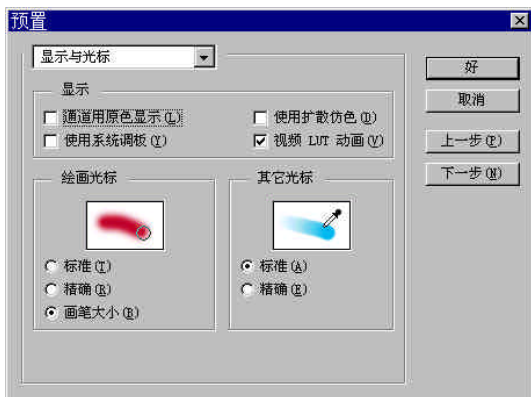 预置
显示与光标
好
显示
取消
通道用原色显示(L)
使用扩散仿色(D)
使用系统调板(Y)
视频 LUT 动画(V)
上一步(P)
下一步(N)
绘画光标
其它光标
标准(T)
标准(A)
精确(R)
精确(E)
画笔大小(B)